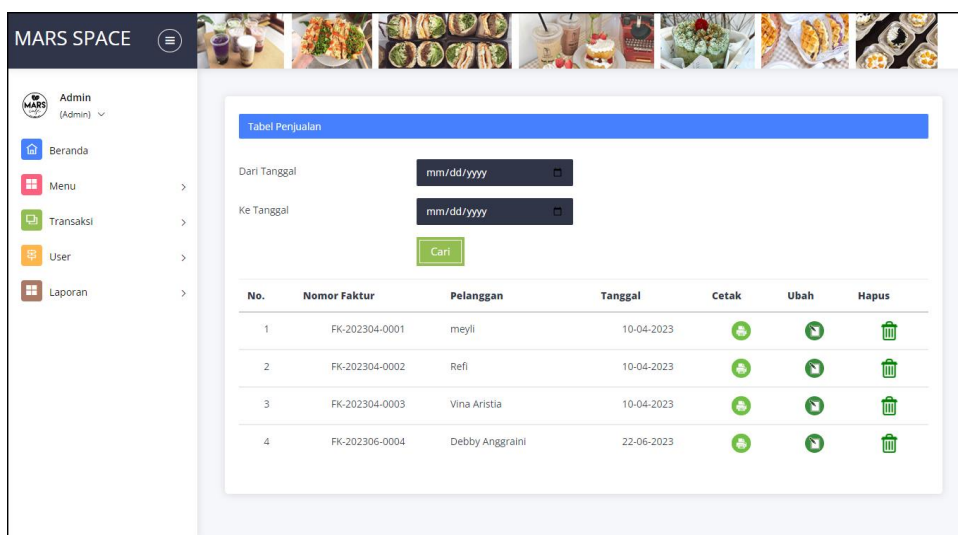 MARS SPACE
MARS
Admin
(Admin)
Beranda
Menu
Transaksi
User
Laporan
Tabel Penjualan
Dari Tanggal mm/dd/yyyy
Ke Tanggal mm/dd/yyyy
Cari
No. Nomor Faktur Pelanggan Tanggal Cetak Ubah Hapus
1 FK-202304-0001 meyli 10-04-2023
2 FK-202304-0002 Refi 10-04-2023
3 FK-202304-0003 Vina Aristia 10-04-2023
4 FK-202306-0004 Debby Anggraini 22-06-2023